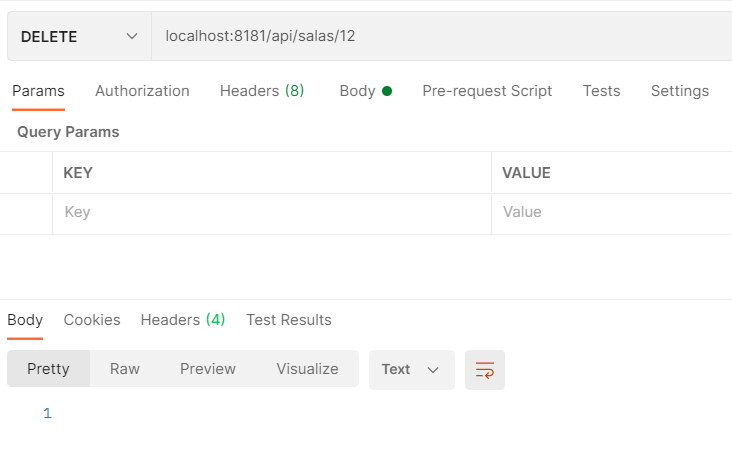 DELETE localhost:8181/api/salas/12
Params Authorization Headers (8) Body Pre-request Script Tests Settings
Query Params
KEY VALUE
Key Value
Body Cookies Headers (4) Test Results
Pretty Raw Preview Visualize Text
1